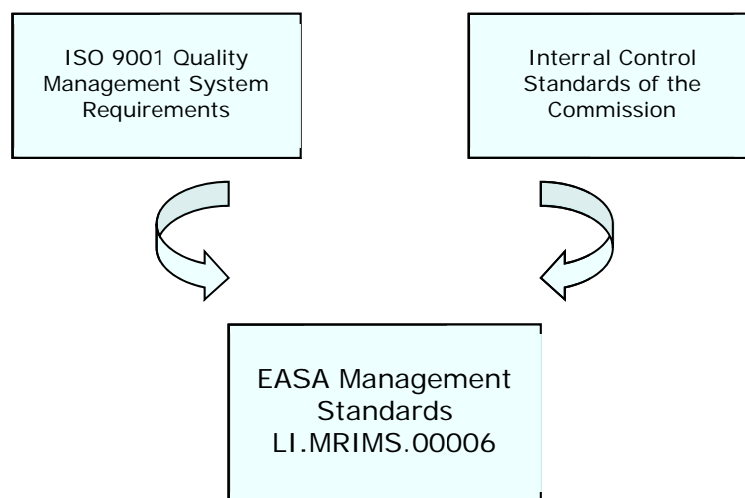 ISO 9001 Quality
Management System
Requirements
Interral Control
Standards of the
Commission
EASA Management
Standards
LI.MRIMS.00006